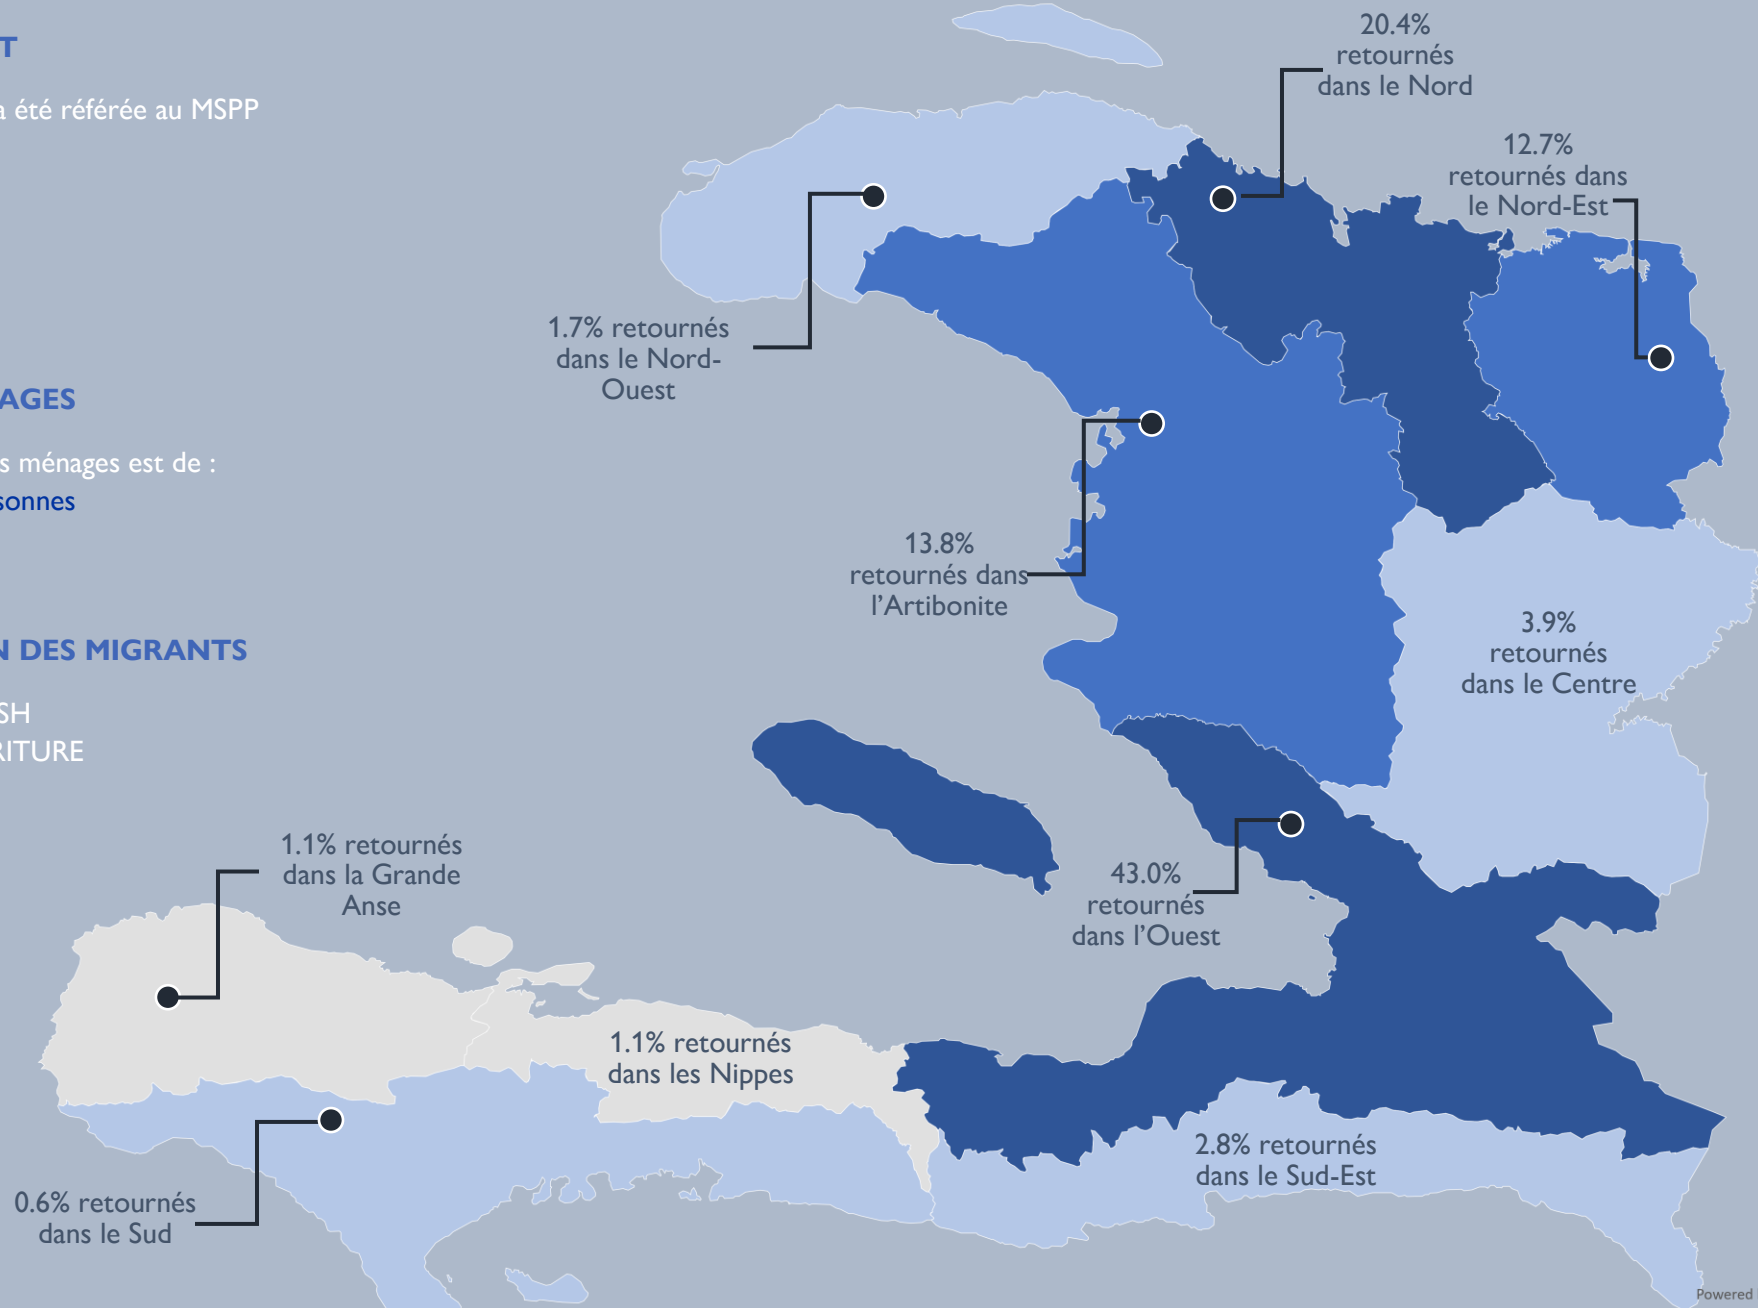 T
a été référée au MSPP
AGES
s ménages est de :
sonnes
N DES MIGRANTS
SH
RITURE
20.4%
retournés
dans le Nord
12.7%
retournés dans
le Nord-Est
1.7% retournés
dans le Nord-
Ouest
13.8%
retournés dans
l'Artibonite
3.9%
retournés
dans le Centre
1.1% retournés
dans la Grande
Anse
43.0%
retournés
dans l'Ouest
1.1% retournés
dans les Nippes
2.8% retournés
dans le Sud-Est
0.6% retournés
dans le Sud
Powered